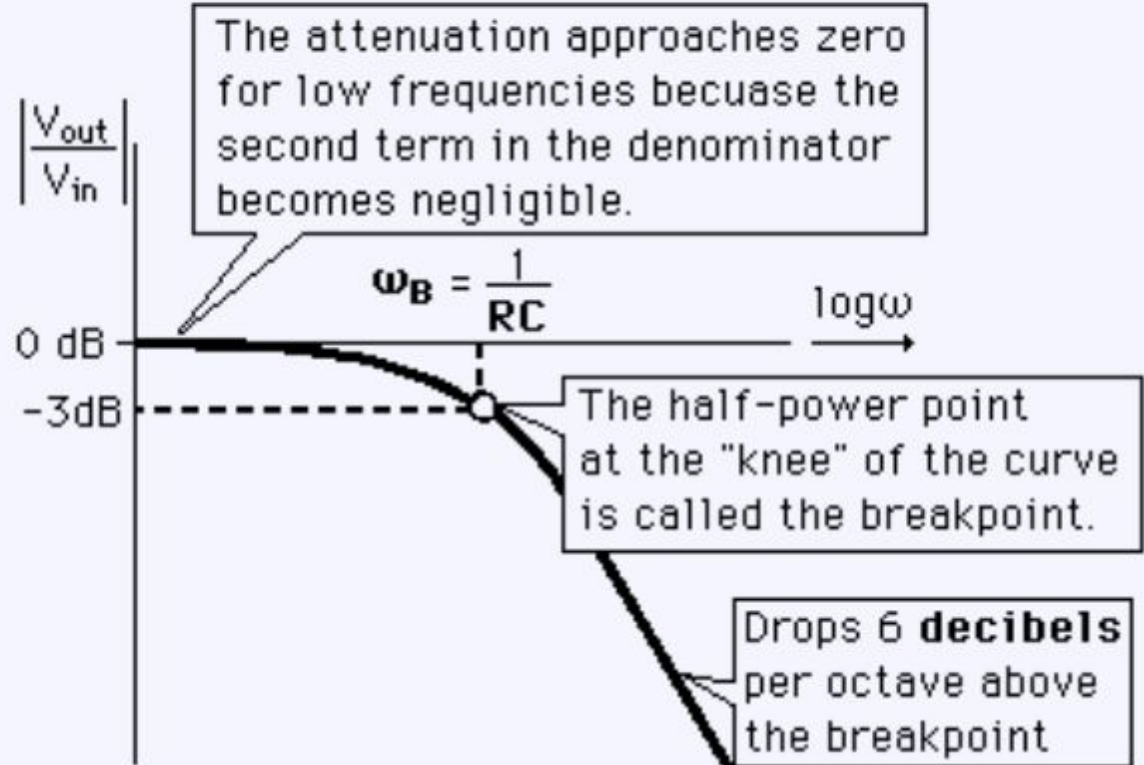 The attenuation approaches zero
for low frequencies becuase the
second term in the denominator
becomes negligible.
|Vout/Vin|
ωB = 1/RC
logω
0 dB
-3dB
The half-power point
at the "knee" of the curve
is called the breakpoint.
Drops 6 decibels
per octave above
the breakpoint